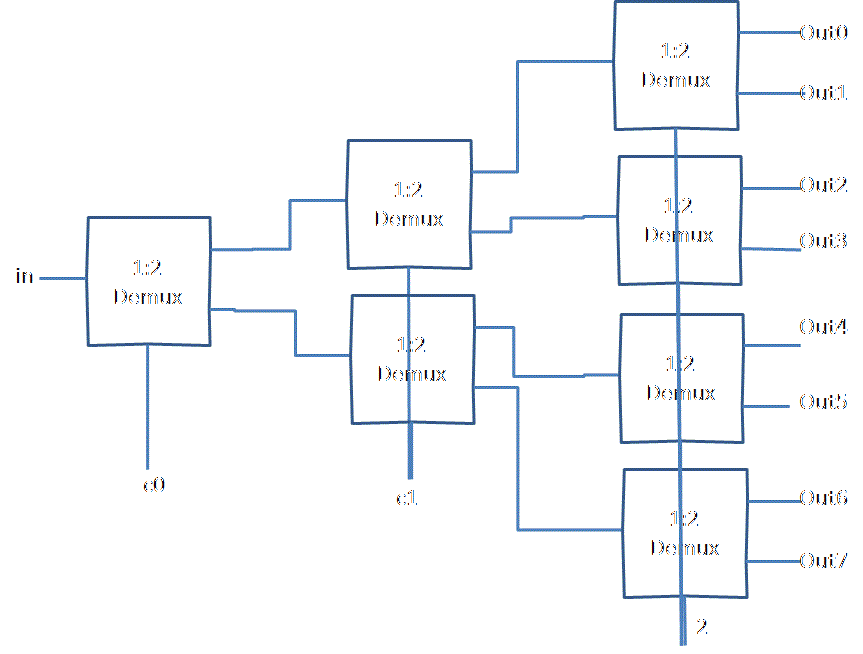 1:2
Demux
Out0
Out1
1:2
Demux
1:2
Demux
Out2
Out3
in
1:2
Demux
1:2
Demux
1:2
Demux
Out4
Out5
c0
c1
1:2
Demux
Out6
Out7
2